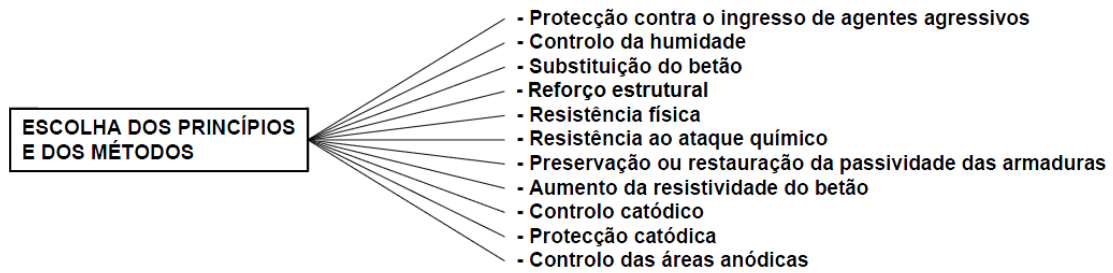 ESCOLHA DOS PRINCÍPIOS
E DOS MÉTODOS
- Protecção contra o ingresso de agentes agressivos
- Controlo da humidade
- Substituição do betão
- Reforço estrutural
- Resistência física
- Resistência ao ataque químico
- Preservação ou restauração da passividade das armaduras
- Aumento da resistividade do betão
- Controlo catódico
- Protecção catódica
- Controlo das áreas anódicas